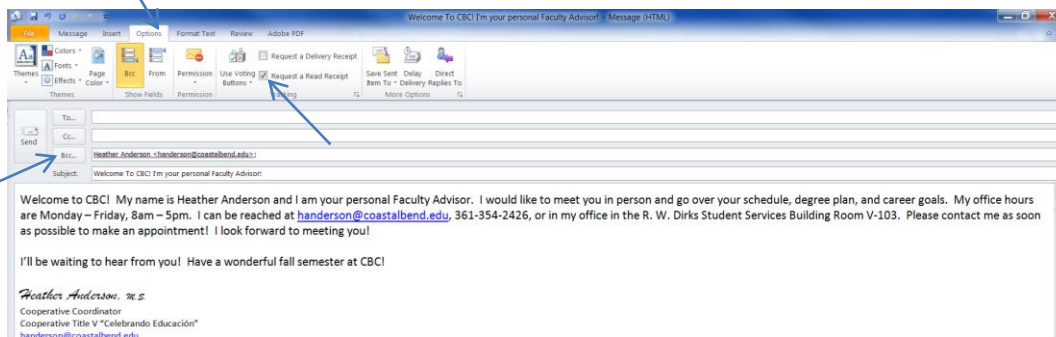 Welcome To CBC! I'm your personal Faculty Advisor! - Message (HTML)
File Message Insert Options Format Text Review Adobe PDF
Themes Colors Fonts Effects Page Color Bcc From Permission Use Voting Buttons Request a Delivery Receipt Request a Read Receipt Save Sent Item To Delay Delivery Direct Replies To
Themes Show Fields Permission Tracking More Options
Send
To...
Cc...
Bcc... Heather Anderson <handerson@coastalbend.edu>;
Subject: Welcome To CBC! I'm your personal Faculty Advisor!
Welcome to CBC! My name is Heather Anderson and I am your personal Faculty Advisor. I would like to meet you in person and go over your schedule, degree plan, and career goals. My office hours
are Monday – Friday, 8am – 5pm. I can be reached at handerson@coastalbend.edu, 361-354-2426, or in my office in the R. W. Dirks Student Services Building Room V-103. Please contact me as soon
as possible to make an appointment! I look forward to meeting you!
I'll be waiting to hear from you! Have a wonderful fall semester at CBC!
Heather Anderson, M.S.
Cooperative Coordinator
Cooperative Title V "Celebrando Educación"
handerson@coastalbend.edu